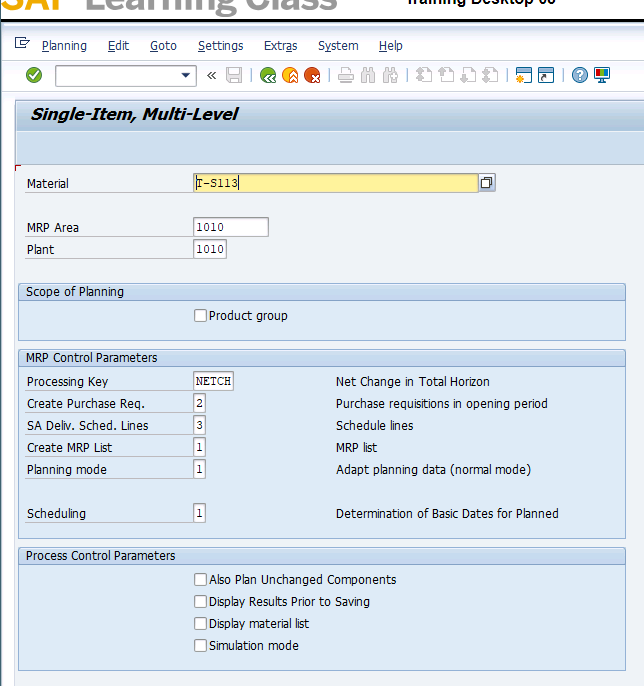 SAP Learning Class
Training Desktop 08
Planning Edit Goto Settings Extras System Help
Single-Item, Multi-Level
Material T-S113
MRP Area 1010
Plant 1010
Scope of Planning
Product group
MRP Control Parameters
Processing Key NETCH Net Change in Total Horizon
Create Purchase Req. 2 Purchase requisitions in opening period
SA Deliv. Sched. Lines 3 Schedule lines
Create MRP List 1 MRP list
Planning mode 1 Adapt planning data (normal mode)
Scheduling 1 Determination of Basic Dates for Planned
Process Control Parameters
Also Plan Unchanged Components
Display Results Prior to Saving
Display material list
Simulation mode